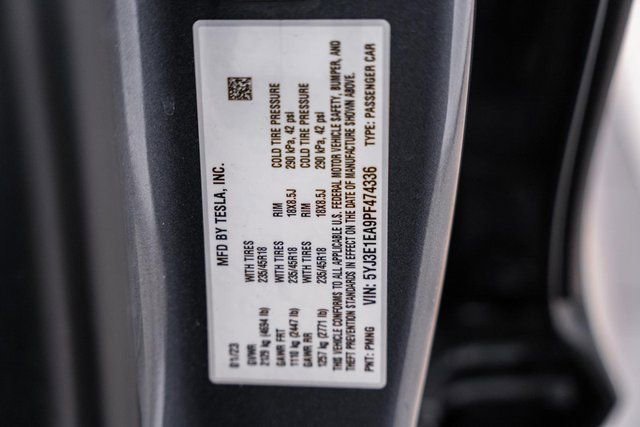 MFD BY TESLA, INC.
01/23
GVWR WITH TIRES RIM COLD TIRE PRESSURE
2129 kg (4694 lb) 235/45R18 18X8.5J 290 kPa, 42 psi
GAWR FRT WITH TIRES RIM COLD TIRE PRESSURE
1110 kg (2447 lb) 235/45R18 18X8.5J 290 kPa, 42 psi
GAWR RR WITH TIRES
1257 kg (2771 lb) 235/45R18
THIS VEHICLE CONFORMS TO ALL APPLICABLE U.S. FEDERAL MOTOR VEHICLE SAFETY, BUMPER, AND
THEFT PREVENTION STANDARDS IN EFFECT ON THE DATE OF MANUFACTURE SHOWN ABOVE.
VIN: 5YJ3E1EA9PF474336
PNT: PMNG TYPE: PASSENGER CAR